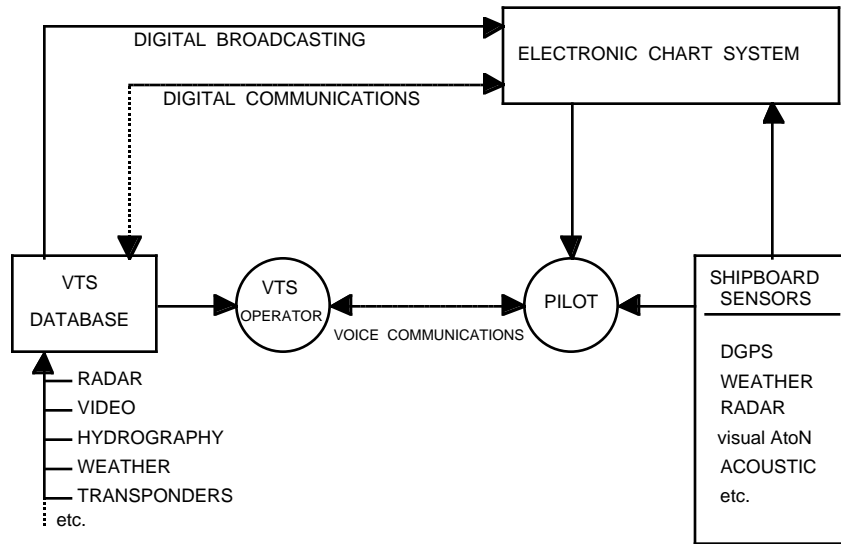 DIGITAL BROADCASTING
ELECTRONIC CHART SYSTEM
DIGITAL COMMUNICATIONS
VTS
DATABASE
VTS
OPERATOR
VOICE COMMUNICATIONS
PILOT
SHIPBOARD
SENSORS
DGPS
WEATHER
RADAR
visual AtoN
ACOUSTIC
etc.
RADAR
VIDEO
HYDROGRAPHY
WEATHER
TRANSPONDERS
etc.